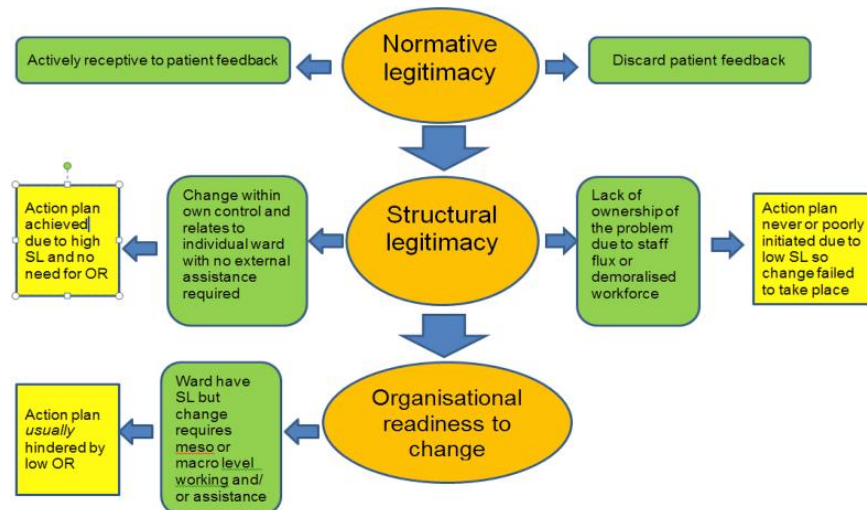 Normative
legitimacy
Actively receptive to patient feedback
Discard patient feedback
Action plan
achieved
due to high
SL and no
need for OR
Change within
own control and
relates to
individual ward
with no external
assistance
required
Structural
legitimacy
Lack of
ownership of
the problem
due to staff
flux or
demoralised
workforce
Action plan
never or poorly
initiated due to
low SL so
change failed
to take place
Action plan
usually
hindered by
low OR
Ward have
SL but
change
requires
meso or
macro level
working and/
or assistance
Organisational
readiness to
change